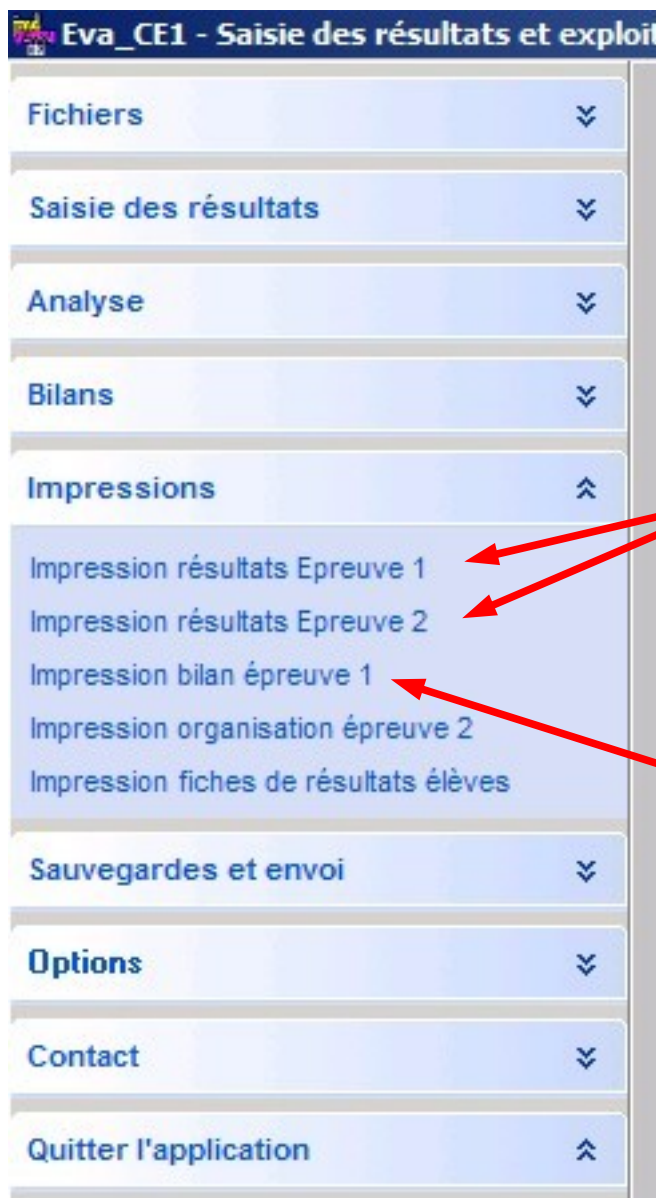 Eva_CE1 - Saisie des résultats et exploit
Fichiers
Saisie des résultats
Analyse
Bilans
Impressions
Impression résultats Epreuve 1
Impression résultats Epreuve 2
Impression bilan épreuve 1
Impression organisation épreuve 2
Impression fiches de résultats élèves
Sauvegardes et envoi
Options
Contact
Quitter l'application